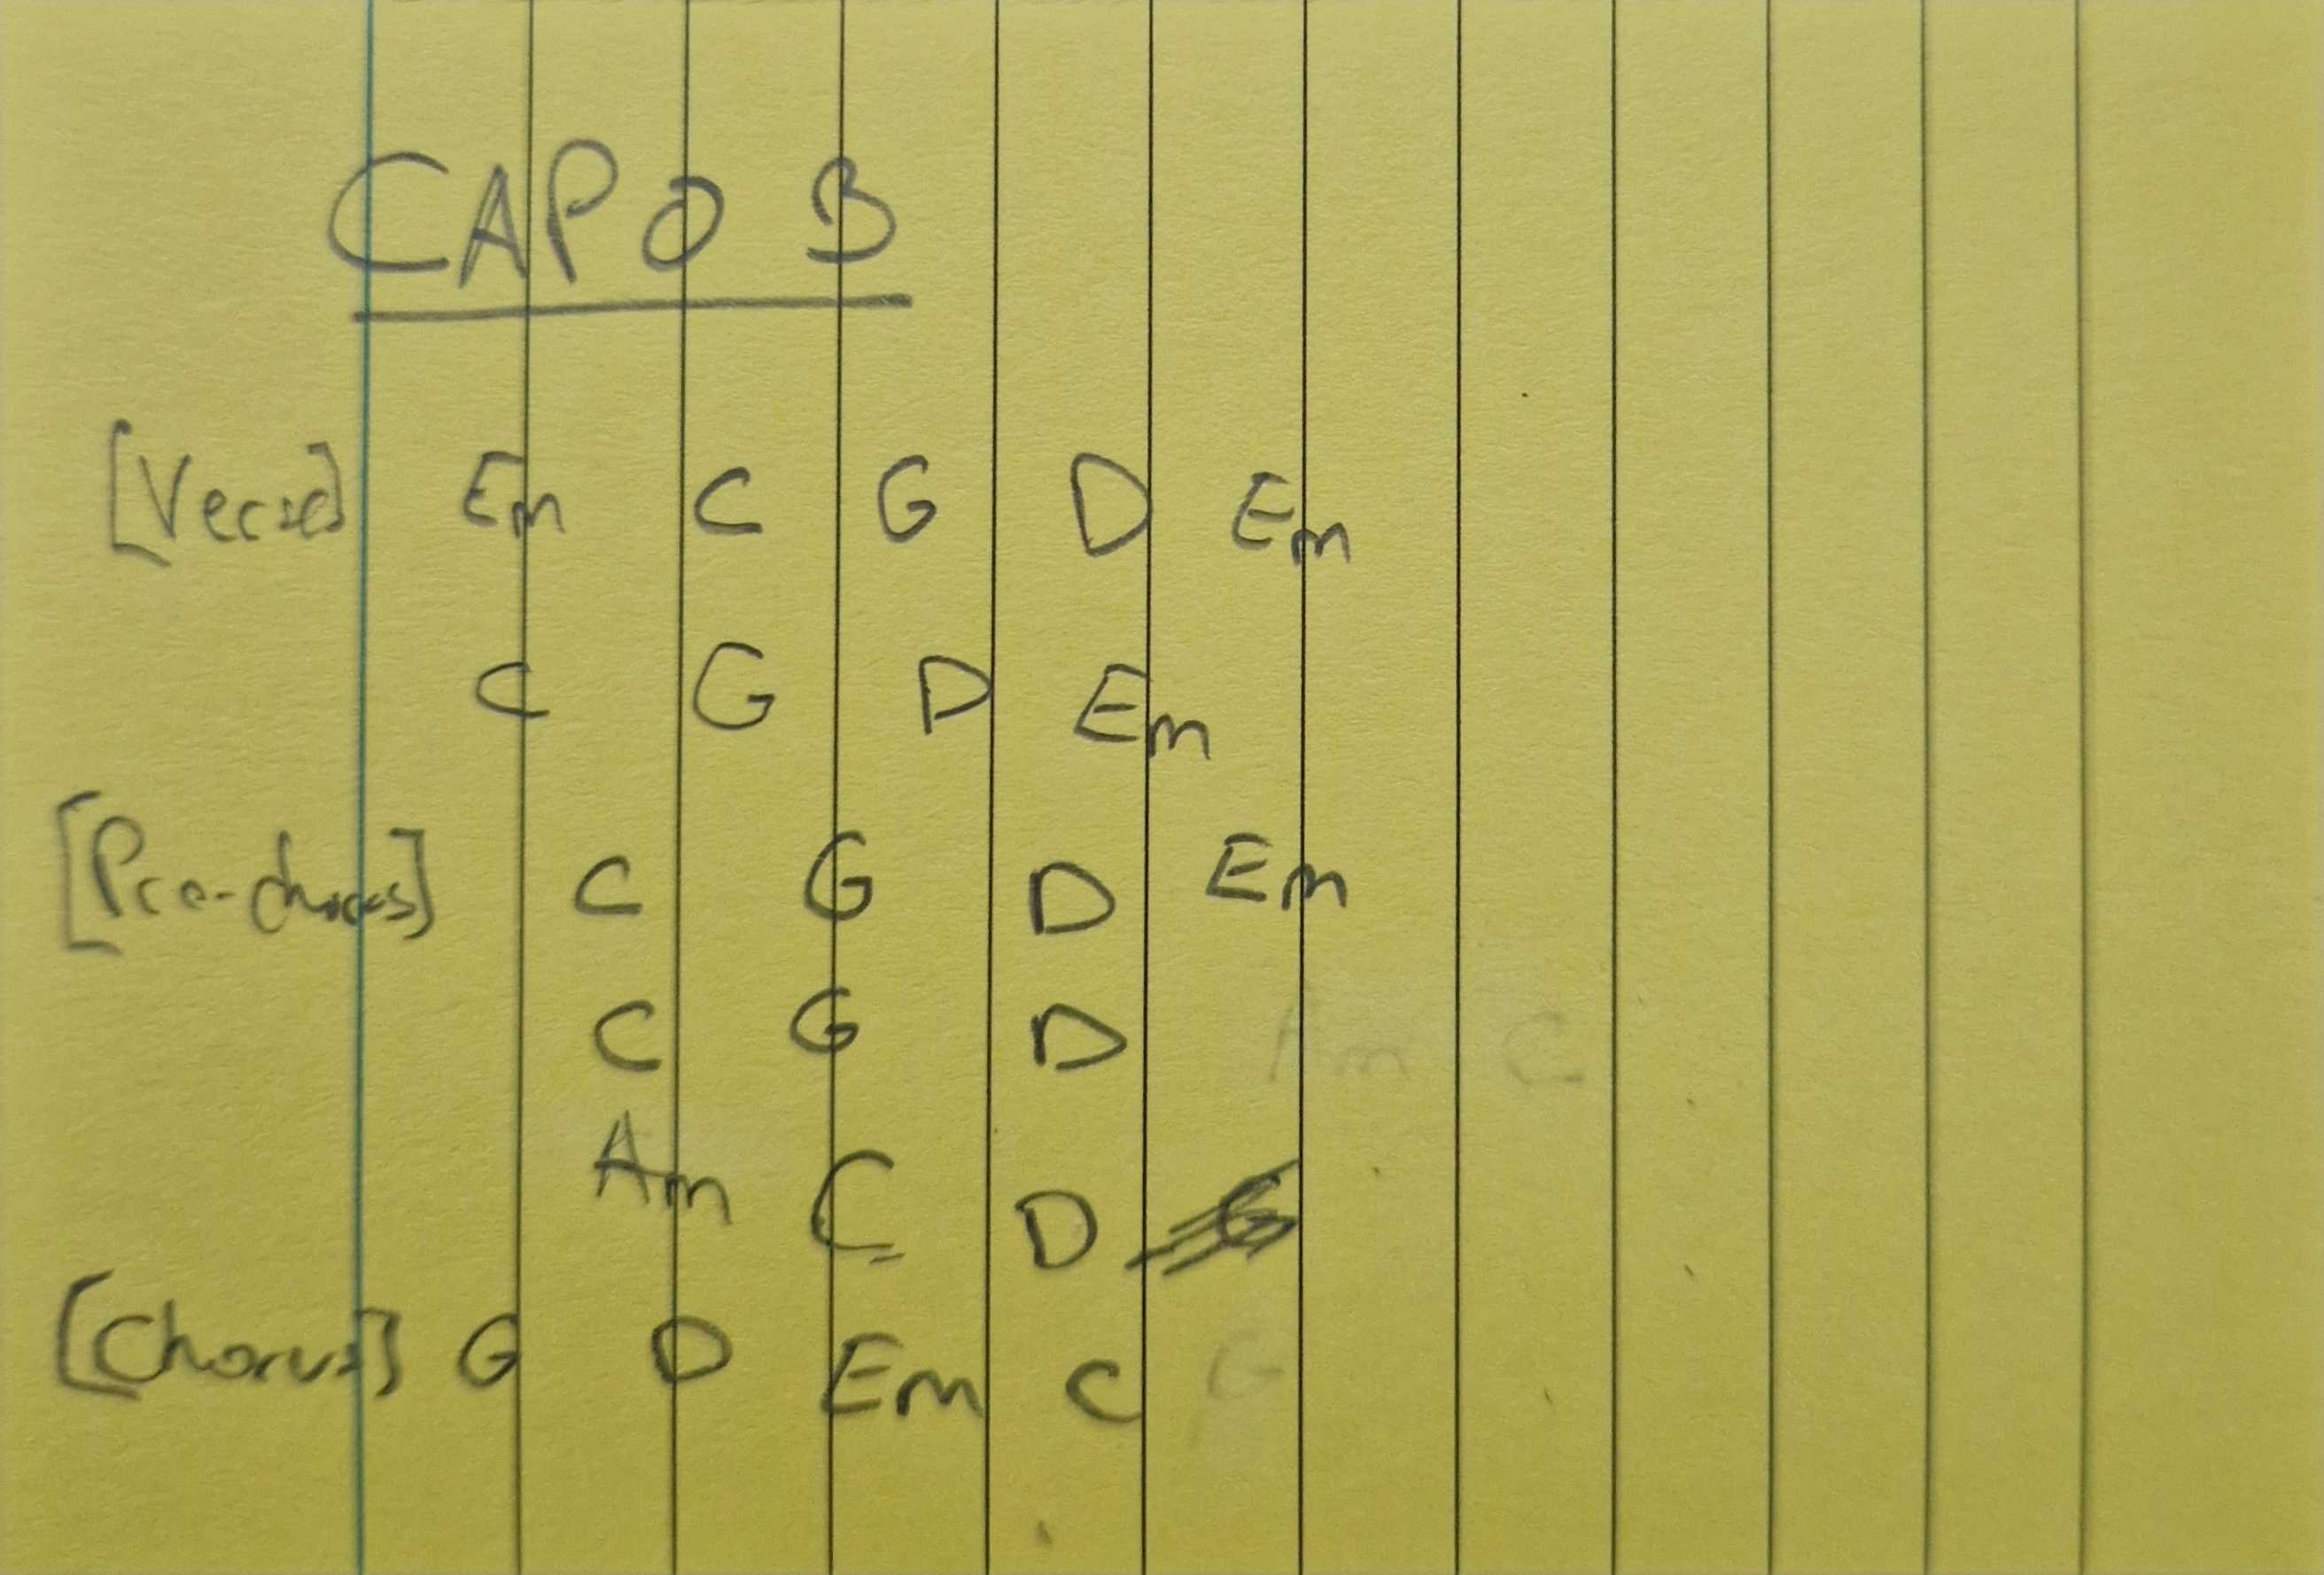 CAPO 3
[Verse] Em C G D Em
C G D Em
[Pre-chorus] C G D Em
C G D Am C
Am C D G
[Chorus] G D Em C G